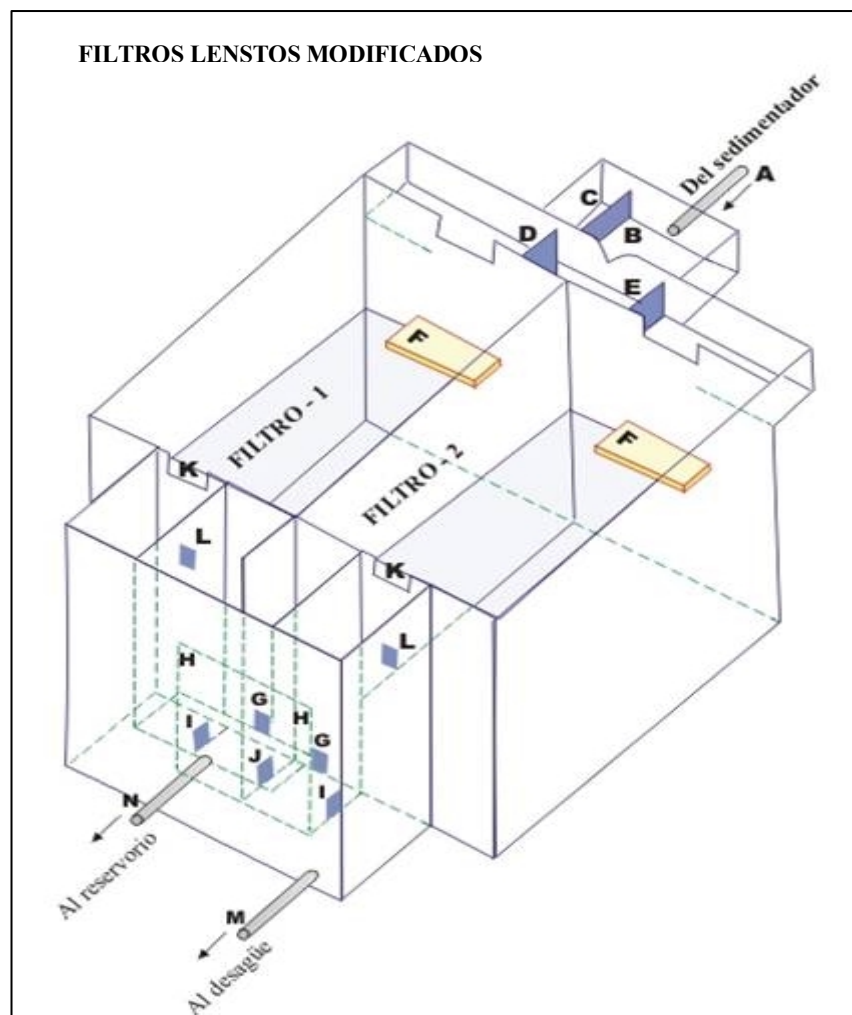 FILTROS LENSTOS MODIFICADOS
Del sedimentador
A
C
B
D
E
F
FILTRO - 1
F
FILTRO - 2
K
L
K
L
H
G
H
I
G
J
I
N
Al reservorio
M
Al desagüe